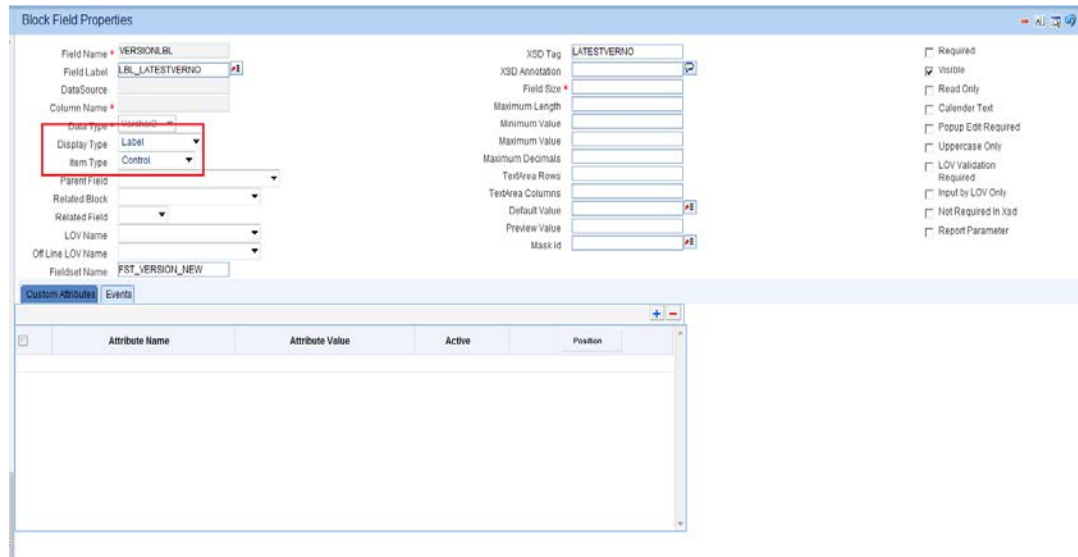 Block Field Properties
Field Name * VERSIONLBL
Field Label LBL_LATESTVERNO
DataSource
Column Name *
Data Type * Varchar2
Display Type Label
Item Type Control
Parent Field
Related Block
Related Field
LOV Name
Off Line LOV Name
Fieldset Name FST_VERSION_NEW
XSD Tag LATESTVERNO
XSD Annotation
Field Size *
Maximum Length
Minimum Value
Maximum Value
Maximum Decimals
TextArea Rows
TextArea Columns
Default Value
Preview Value
Mask Id
Required
Visible
Read Only
Calender Text
Popup Edit Required
Uppercase Only
LOV Validation
Required
Input by LOV Only
Not Required In Xsd
Report Parameter
Custom Attributes Events
Attribute Name Attribute Value Active Position